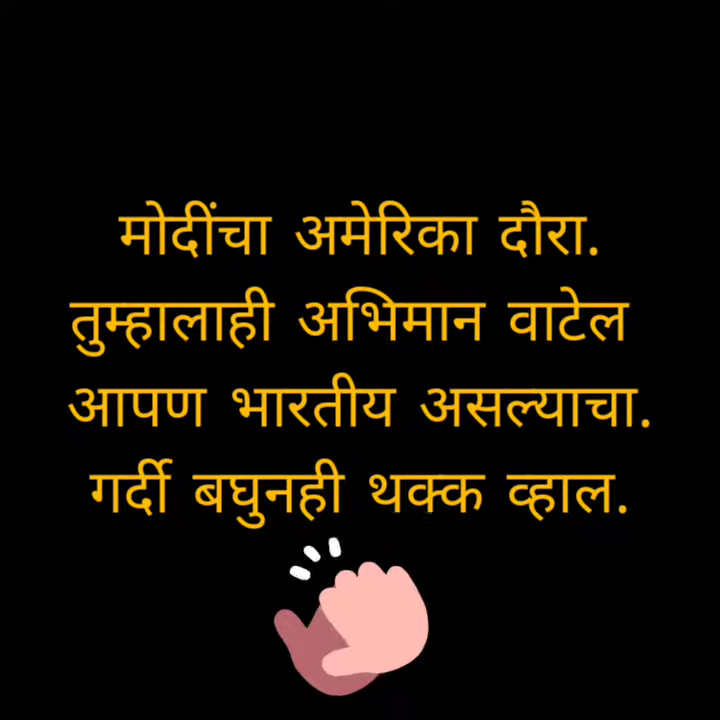 मोदींचा अमेरिका दौरा.
तुम्हालाही अभिमान वाटेल
आपण भारतीय असल्याचा.
गर्दी बघुनही थक्क व्हाल.